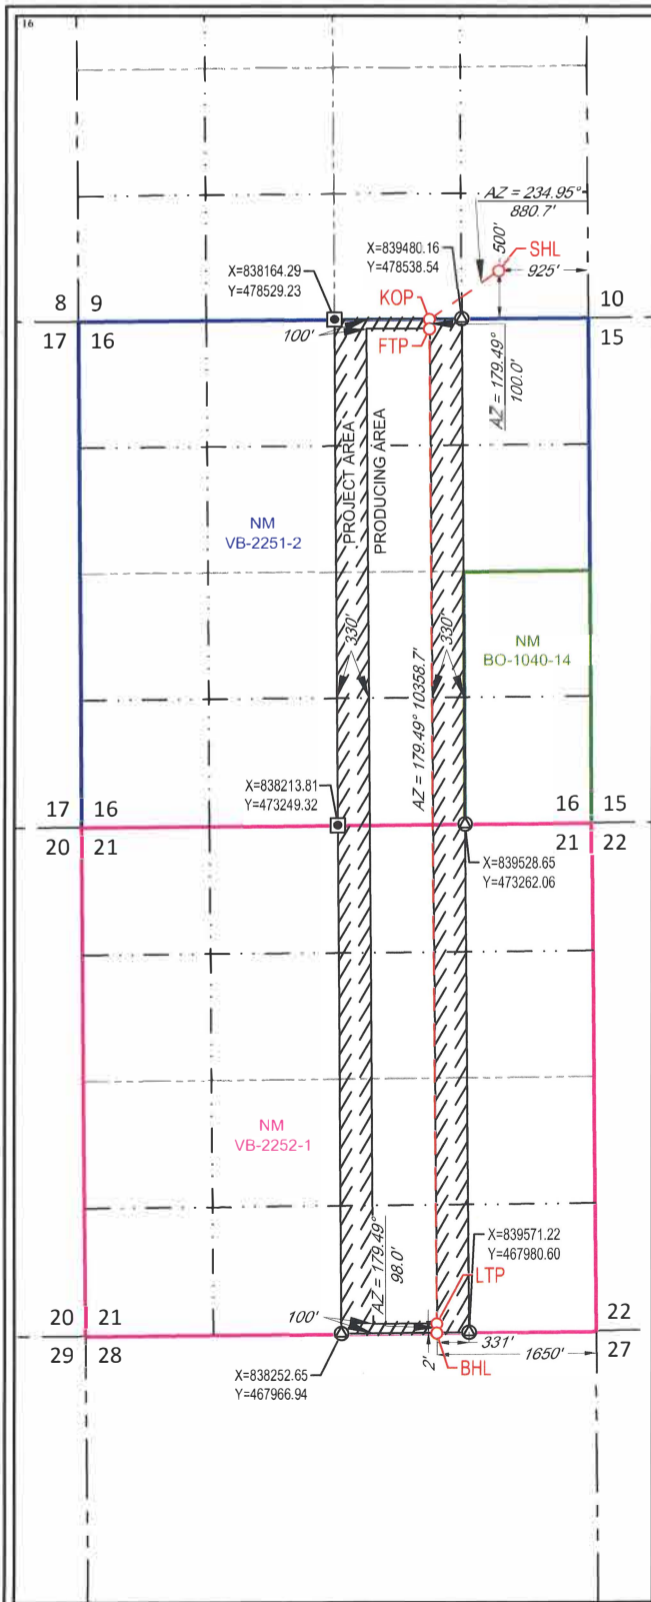 16
AZ = 234.95°
880.7'
500'
SHL
925'
X=839480.16
Y=478538.54
X=838164.29
Y=478529.23
KOP
8 9
10
17 16
15
100'
FTP
AZ = 179.49°
100.0'
PROJECT AREA
PRODUCING AREA
NM
VB-2251-2
330'
330'
NM
BO-1040-14
AZ = 179.49° 10358.7'
X=838213.81
Y=473249.32
17 16
16 15
20 21
21 22
X=839528.65
Y=473262.06
NM
VB-2252-1
AZ = 179.49°
98.0'
X=839571.22
Y=467980.60
LTP
100'
20 21
22
29 28
27
2'
331'
BHL
1650'
X=838252.65
Y=467966.94